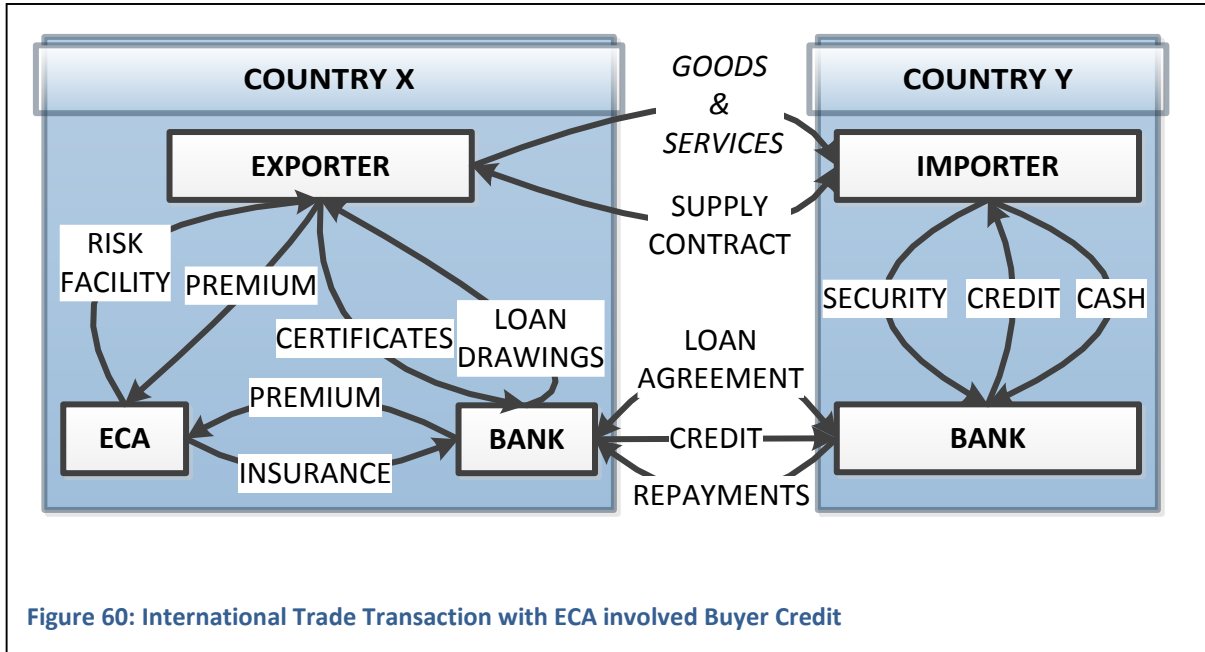 COUNTRY X
GOODS
&
SERVICES
COUNTRY Y
EXPORTER
IMPORTER
SUPPLY
CONTRACT
RISK
FACILITY
PREMIUM
CERTIFICATES
LOAN
DRAWINGS
SECURITY
CREDIT
CASH
LOAN
AGREEMENT
PREMIUM
ECA
BANK
CREDIT
BANK
INSURANCE
REPAYMENTS
Figure 60: International Trade Transaction with ECA involved Buyer Credit